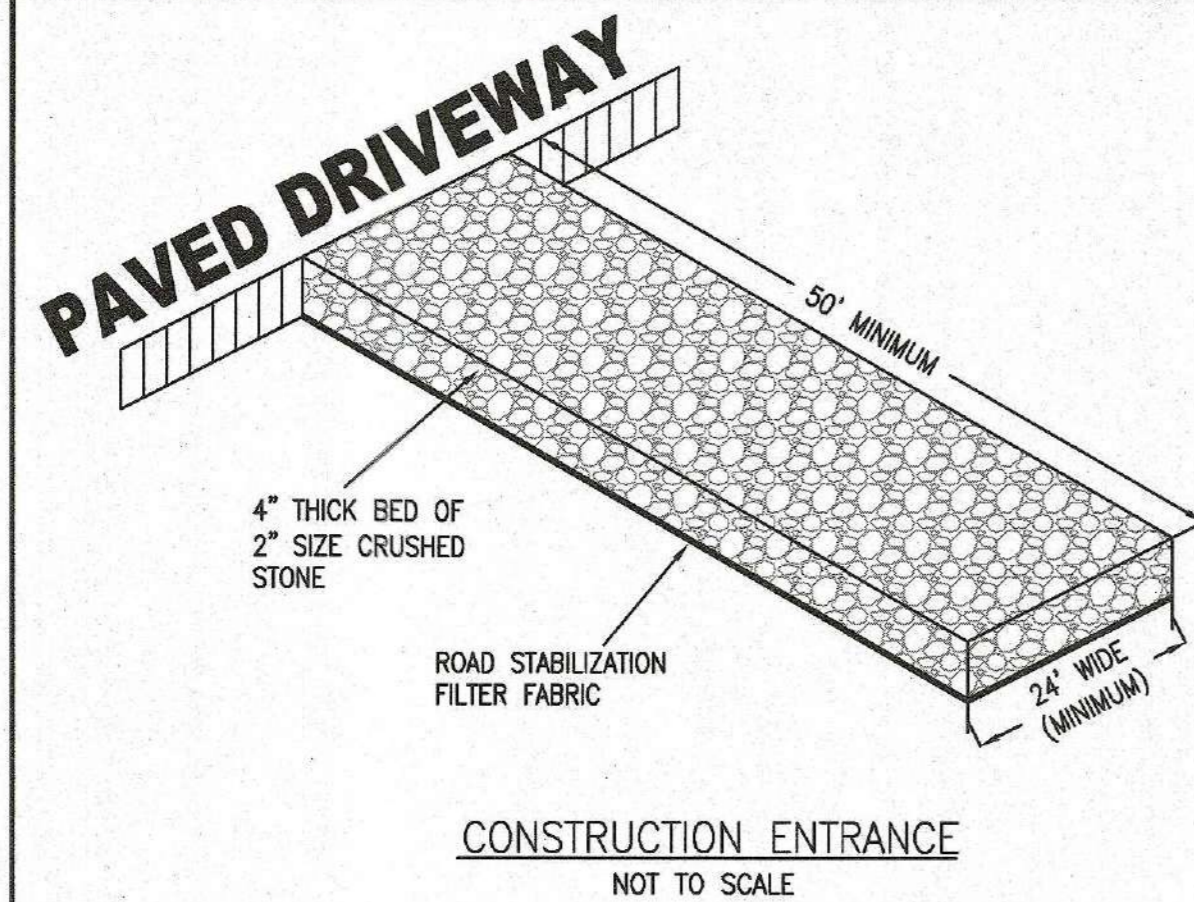 PAVED DRIVEWAY
50' MINIMUM
4" THICK BED OF
2" SIZE CRUSHED
STONE
ROAD STABILIZATION
FILTER FABRIC
24' WIDE
(MINIMUM)
CONSTRUCTION ENTRANCE
NOT TO SCALE